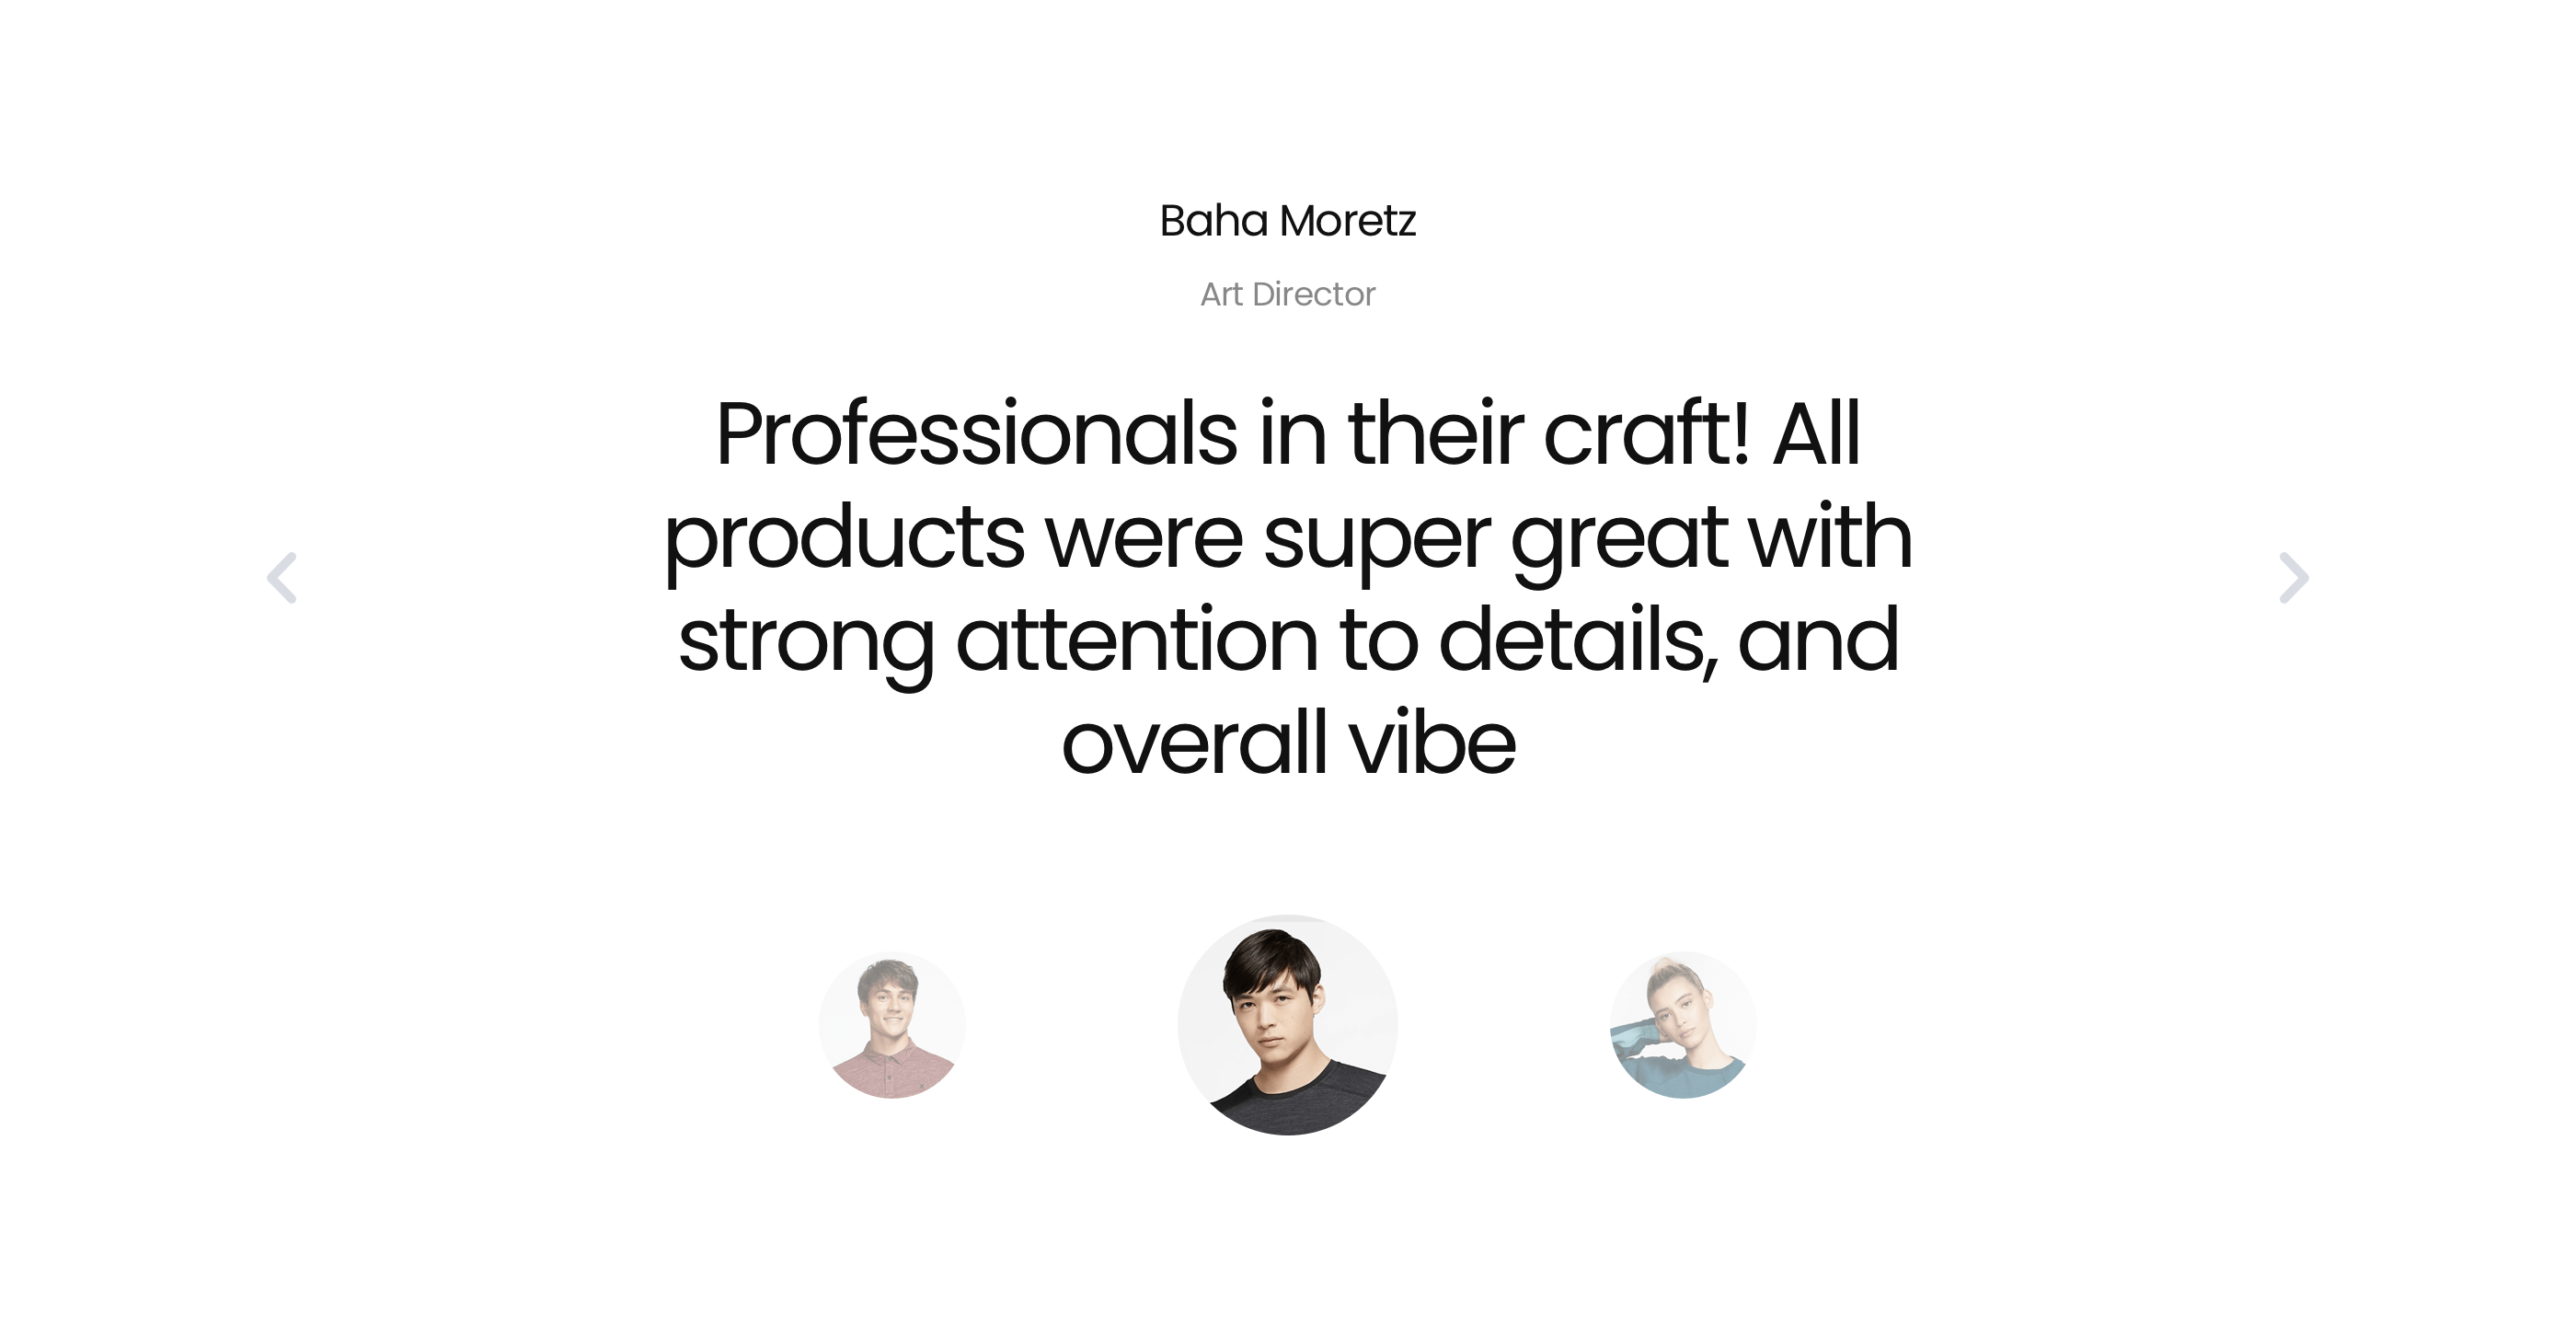 Baha Moretz
Art Director
Professionals in their craft! All
products were super great with
strong attention to details, and
overall vibe